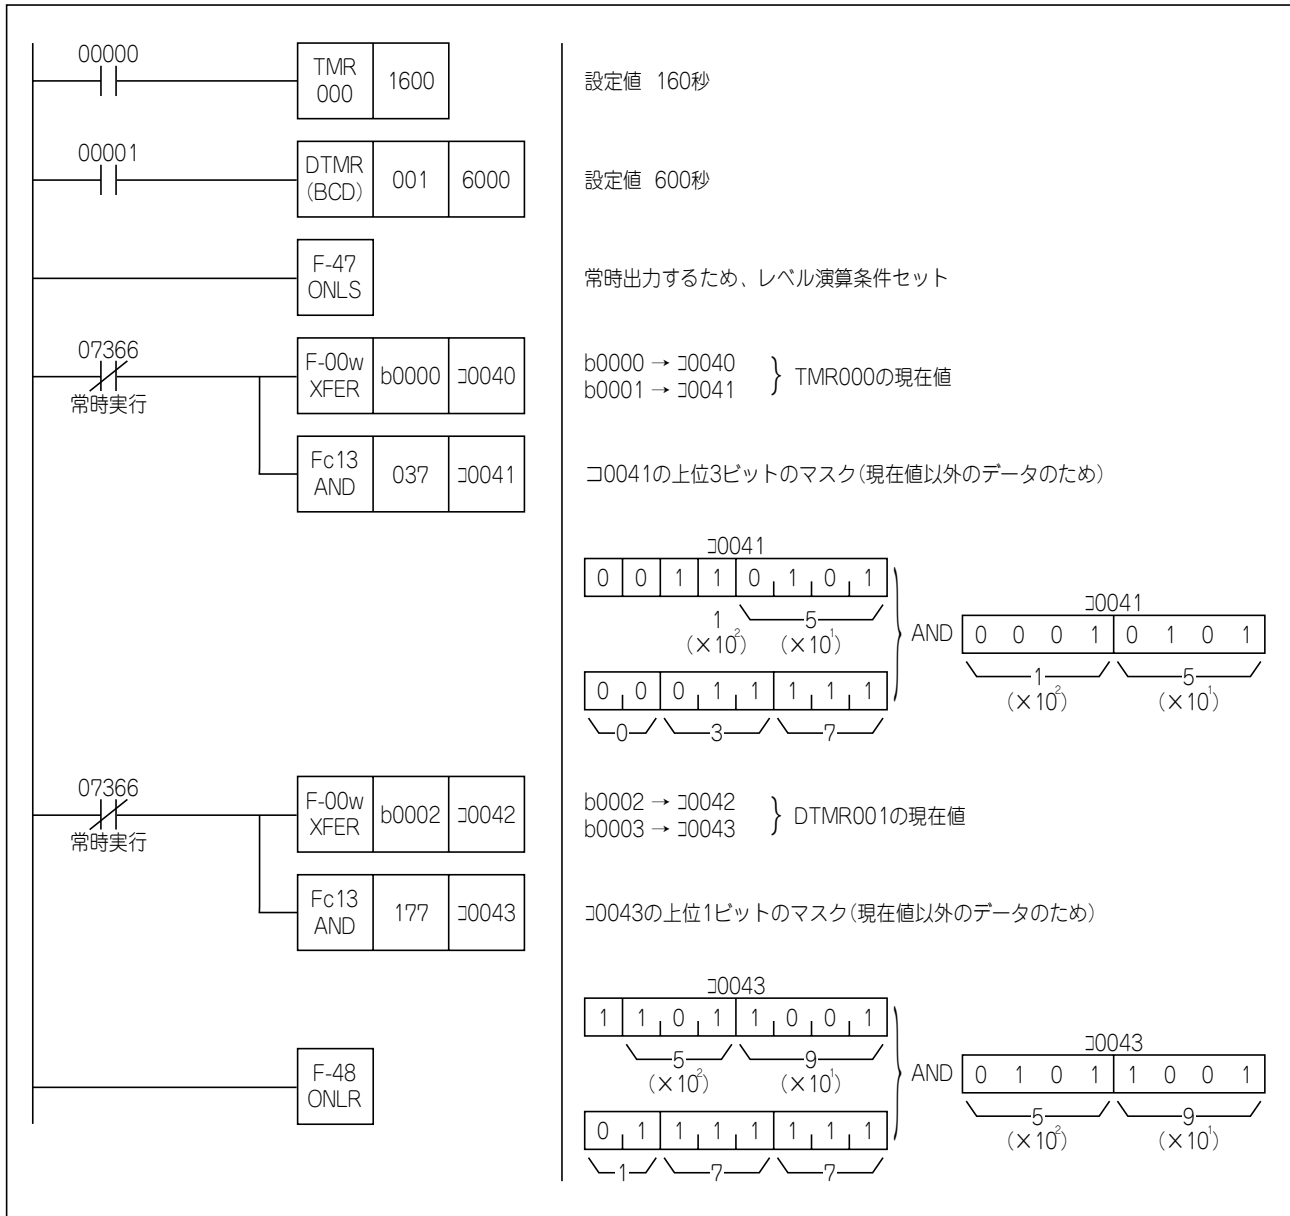 00000
TMR
000
1600
設定値 160秒
00001
DTMR
(BCD)
001
6000
設定値 600秒
F-47
ONLS
常時出力するため、レベル演算条件セット
07366
常時実行
F-00w
XFER
b0000
コ0040
b0000 → コ0040
b0001 → コ0041
TMR000の現在値
Fc13
AND
037
コ0041
コ0041の上位3ビットのマスク(現在値以外のデータのため)
コ0041
0 0 1 1 0 1 0 1
1
(×10²)
5
(×10¹)
0 0 0 1 1 1 1 1
0 3 7
AND
コ0041
0 0 0 1 0 1 0 1
1
(×10²)
5
(×10¹)
07366
常時実行
F-00w
XFER
b0002
コ0042
b0002 → コ0042
b0003 → コ0043
DTMR001の現在値
Fc13
AND
177
コ0043
コ0043の上位1ビットのマスク(現在値以外のデータのため)
コ0043
1 1 0 1 1 0 0 1
5
(×10²)
9
(×10¹)
0 1 1 1 1 1 1 1
1 7 7
AND
コ0043
0 1 0 1 1 0 0 1
5
(×10²)
9
(×10¹)
F-48
ONLR